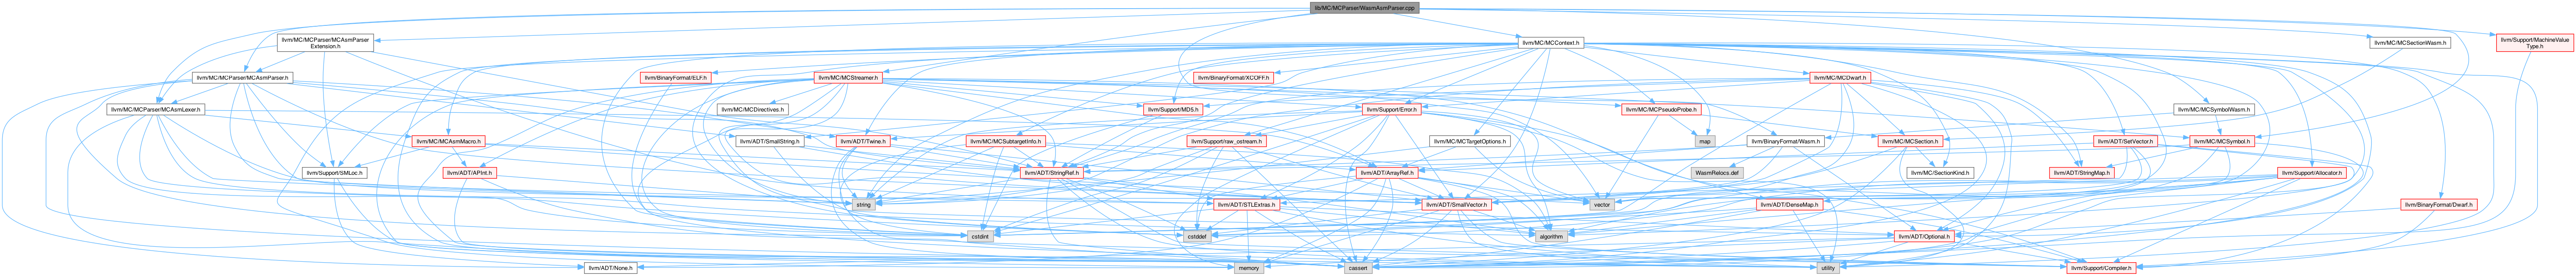 lib/MC/MCParser/WasmAsmParser.cpp
llvm/MC/MCParser/MCAsmParser
Extension.h
llvm/MC/MCContext.h
llvm/MC/MCSectionWasm.h
llvm/Support/MachineValue
Type.h
llvm/MC/MCParser/MCAsmParser.h
llvm/BinaryFormat/ELF.h
llvm/MC/MCStreamer.h
llvm/BinaryFormat/XCOFF.h
llvm/MC/MCDwarf.h
llvm/MC/MCParser/MCAsmLexer.h
llvm/MC/MCDirectives.h
llvm/Support/MD5.h
llvm/Support/Error.h
llvm/MC/MCPseudoProbe.h
llvm/MC/MCSymbolWasm.h
llvm/MC/MCAsmMacro.h
llvm/ADT/SmallString.h
llvm/ADT/Twine.h
llvm/MC/MCSubtargetInfo.h
llvm/Support/raw_ostream.h
llvm/MC/MCTargetOptions.h
map
llvm/BinaryFormat/Wasm.h
llvm/MC/MCSection.h
llvm/ADT/SetVector.h
llvm/MC/MCSymbol.h
llvm/Support/SMLoc.h
llvm/ADT/APInt.h
llvm/ADT/StringRef.h
llvm/ADT/ArrayRef.h
WasmRelocs.def
llvm/MC/SectionKind.h
llvm/ADT/StringMap.h
llvm/Support/Allocator.h
string
llvm/ADT/STLExtras.h
llvm/ADT/SmallVector.h
vector
llvm/ADT/DenseMap.h
llvm/BinaryFormat/Dwarf.h
cstdint
cstddef
algorithm
llvm/ADT/Optional.h
llvm/ADT/None.h
memory
cassert
utility
llvm/Support/Compiler.h